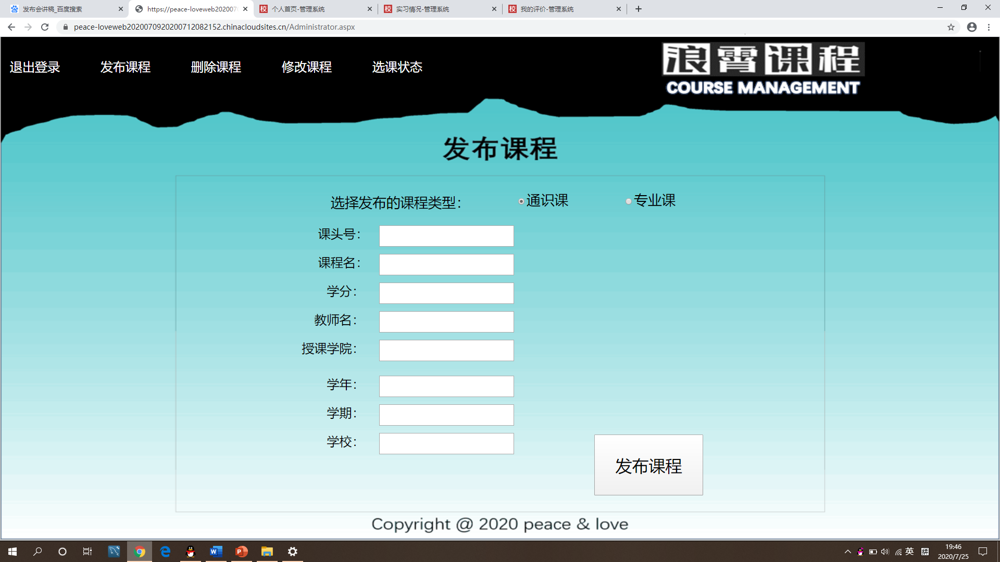 发布会讲稿_百度搜索
https://peace-loveweb2020070
个人首页-管理系统
实习情况-管理系统
我的评价-管理系统
peace-loveweb2020070920200712082152.chinacloudsites.cn/Administrator.aspx
退出登录 发布课程 删除课程 修改课程 选课状态
浪霄课程
COURSE MANAGEMENT
发布课程
选择发布的课程类型： 通识课 专业课
课头号：
课程名：
学分：
教师名：
授课学院：
学年：
学期：
学校：
发布课程
Copyright @ 2020 peace & love
英 拼
19:46
2020/7/25